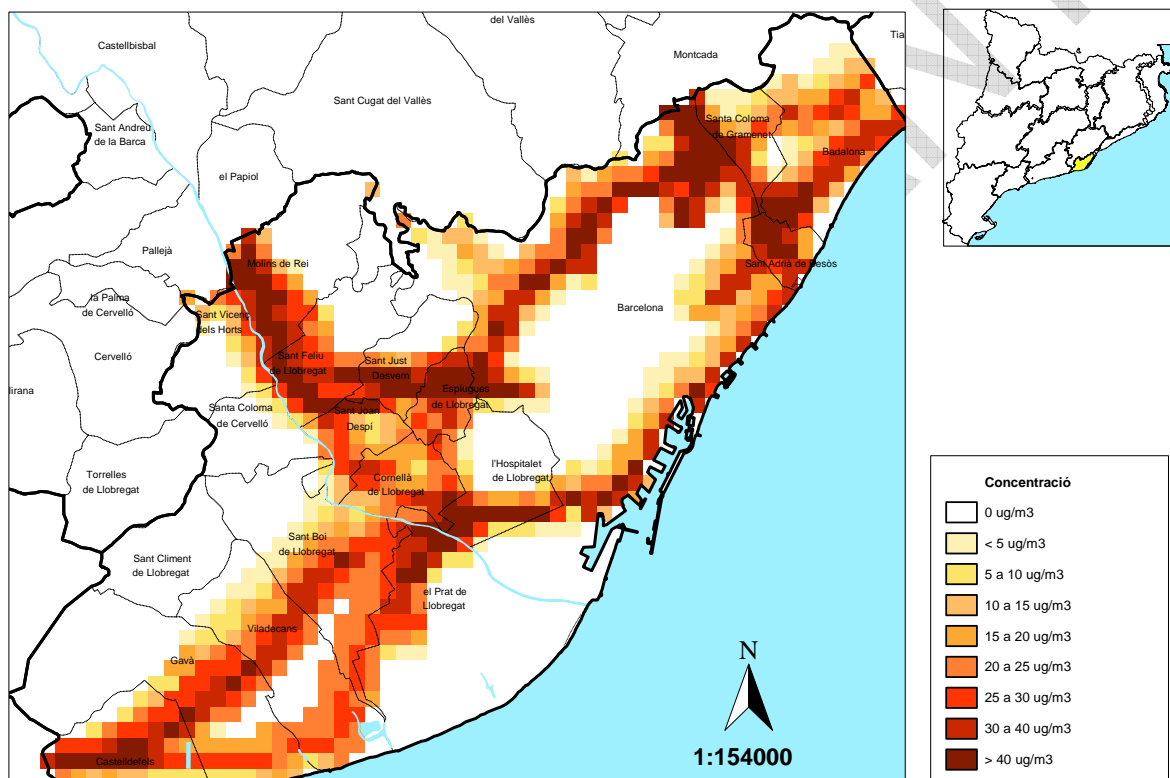 del Vallès
Castellbisbal
Montcada
Tia
Sant Cugat del Vallès
Sant Andreu
de la Barca
Santa Coloma
de Gramenet
Badalona
el Papiol
Pallejà
Molins de Rei
Sant Adrià de Besòs
la Palma
de Cervelló
Sant Vicenç
dels Horts
Barcelona
Cervelló
Sant Feliu
de Llobregat
Sant Just
Desvern
Esplugues
de Llobregat
lirana
Santa Coloma
de Cervelló
Sant Joan
Despí
l'Hospitalet
de Llobregat
Torrelles
de Llobregat
Cornellà
de Llobregat
Sant Boi
de Llobregat
Sant Climent
de Llobregat
el Prat de
Llobregat
Viladecans
Gavà
Castelldefels
N
1:154000
Concentració
0 ug/m3
< 5 ug/m3
5 a 10 ug/m3
10 a 15 ug/m3
15 a 20 ug/m3
20 a 25 ug/m3
25 a 30 ug/m3
30 a 40 ug/m3
> 40 ug/m3